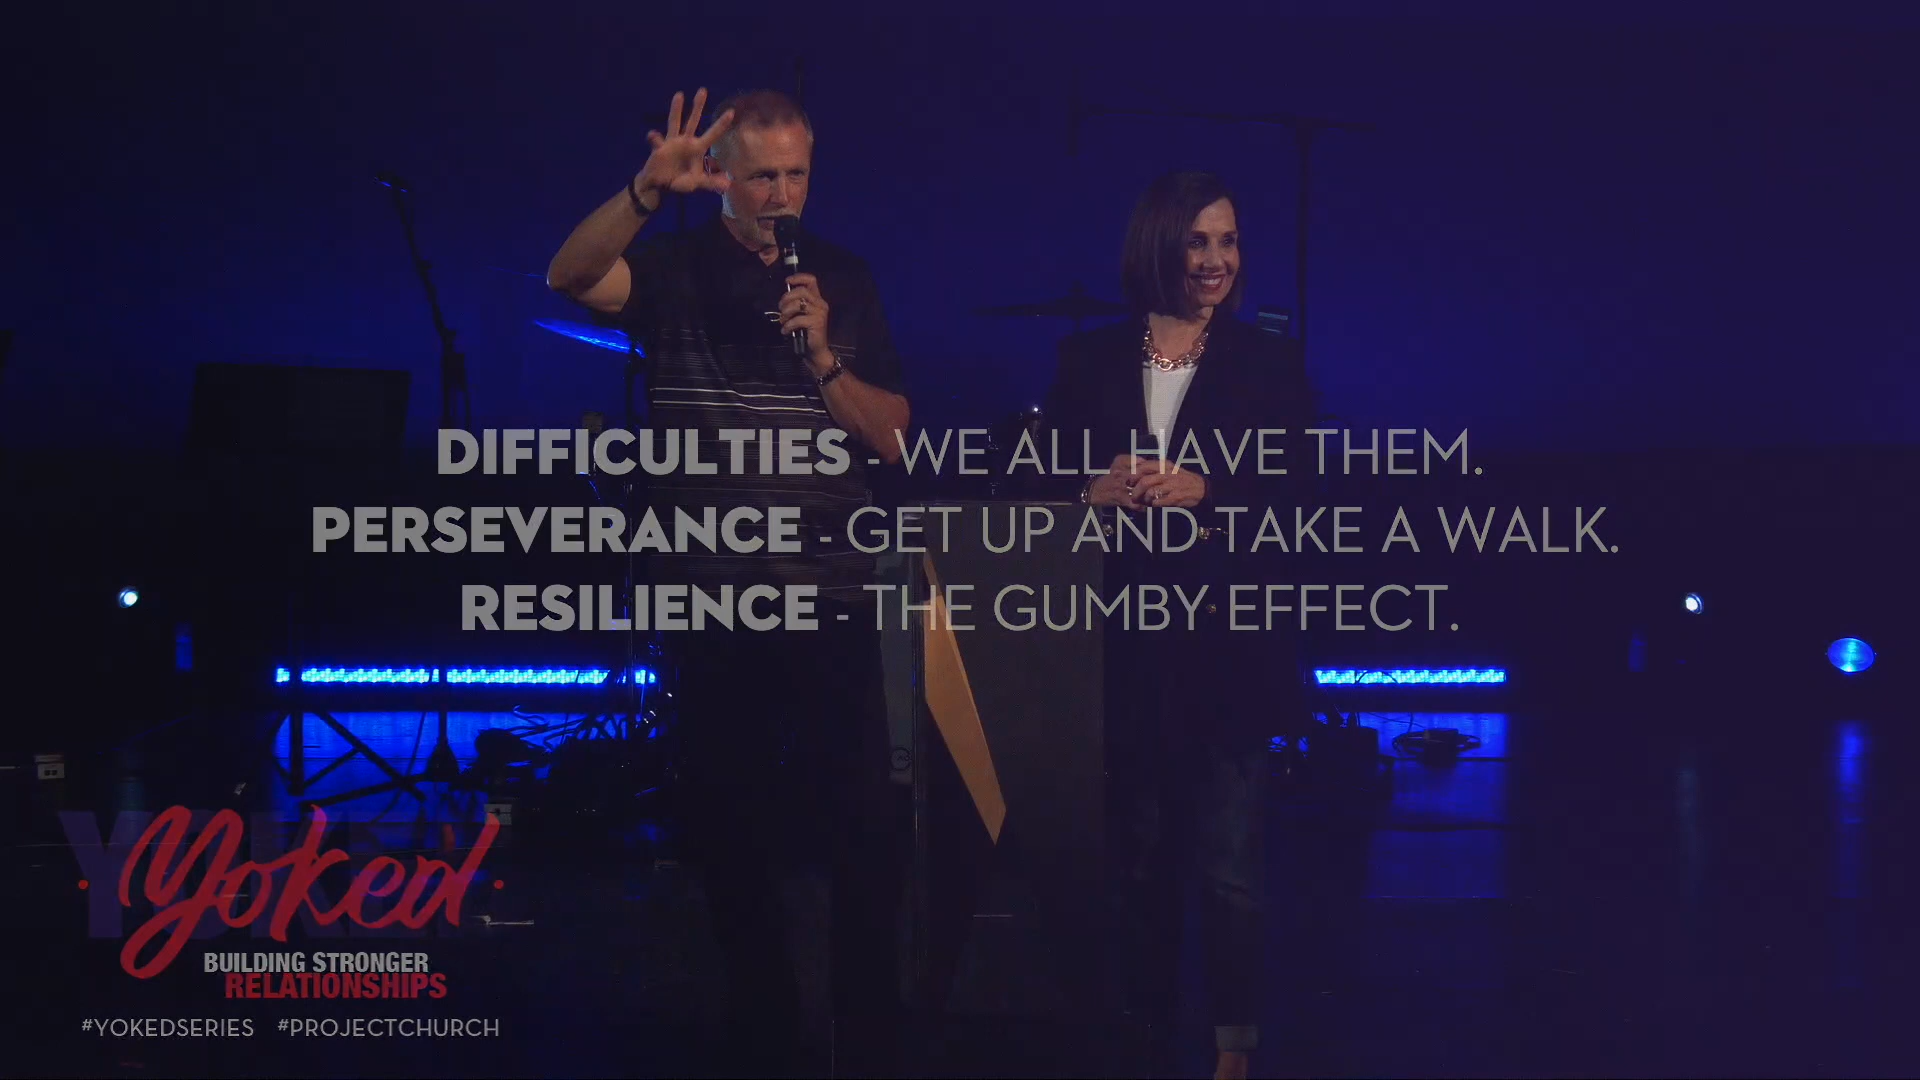 DIFFICULTIES - WE ALL HAVE THEM.
PERSEVERANCE - GET UP AND TAKE A WALK.
RESILIENCE - THE GUMBY EFFECT.
Yoked
BUILDING STRONGER
RELATIONSHIPS
#YOKEDSERIES #PROJECTCHURCH